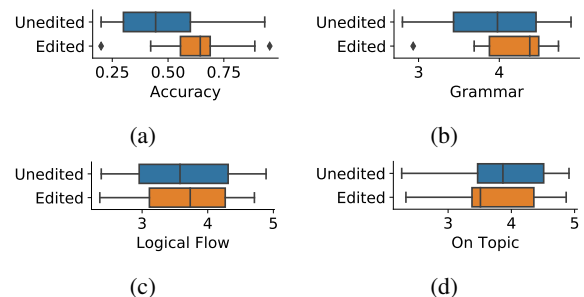 Unedited
Edited
0.25 0.50 0.75
Accuracy
(a)
Unedited
Edited
3 4
Grammar
(b)
Unedited
Edited
3 4 5
Logical Flow
(c)
Unedited
Edited
3 4 5
On Topic
(d)